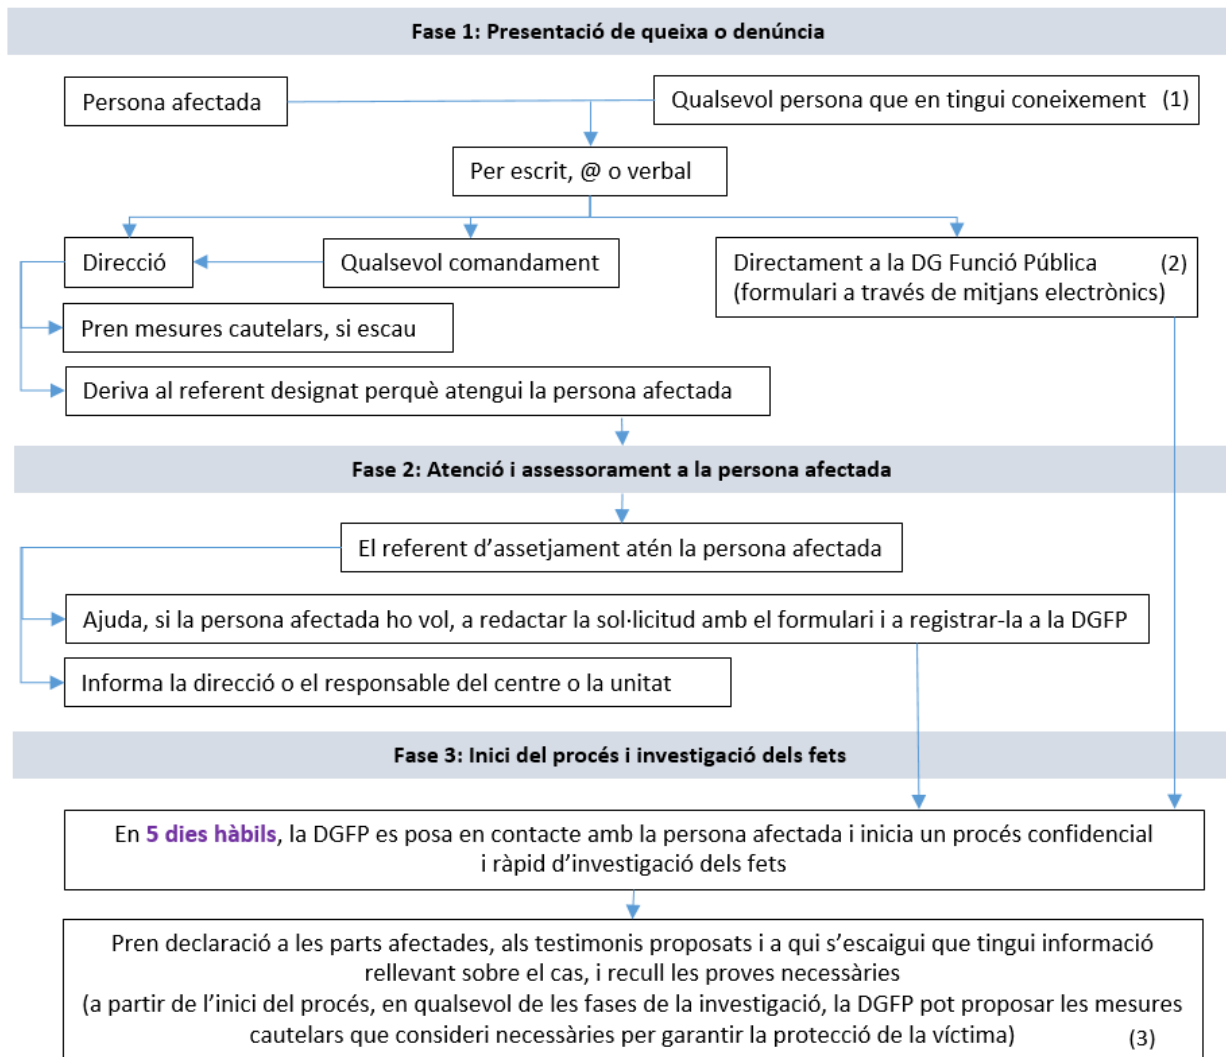 Fase 1: Presentació de queixa o denúncia
Persona afectada
Qualsevol persona que en tingui coneixement (1)
Per escrit, @ o verbal
Direcció
Qualsevol comandament
Directament a la DG Funció Pública (2)
(formulari a través de mitjans electrònics)
Pren mesures cautelars, si escau
Deriva al referent designat perquè atengui la persona afectada
Fase 2: Atenció i assessorament a la persona afectada
El referent d’assetjament atén la persona afectada
Ajuda, si la persona afectada ho vol, a redactar la sol·licitud amb el formulari i a registrar-la a la DGFP
Informa la direcció o el responsable del centre o la unitat
Fase 3: Inici del procés i investigació dels fets
En 5 dies hàbils, la DGFP es posa en contacte amb la persona afectada i inicia un procés confidencial
i ràpid d’investigació dels fets
Pren declaració a les parts afectades, als testimonis proposats i a qui s’escaigui que tingui informació
rellevant sobre el cas, i recull les proves necessàries
(a partir de l’inici del procés, en qualsevol de les fases de la investigació, la DGFP pot proposar les mesures
cautelars que consideri necessàries per garantir la protecció de la víctima) (3)